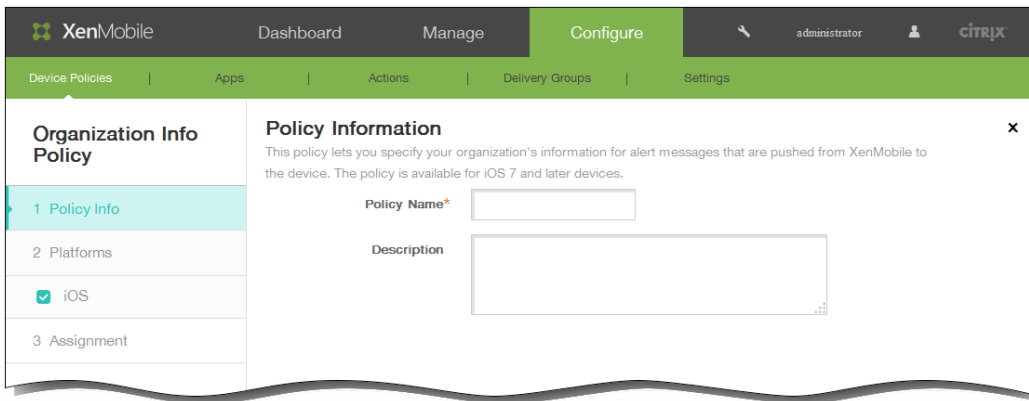 XenMobile Dashboard Manage Configure administrator CİTRIX
Device Policies | Apps | Actions | Delivery Groups | Settings
Organization Info
Policy
1 Policy Info
2 Platforms
iOS
3 Assignment
Policy Information
x
This policy lets you specify your organization's information for alert messages that are pushed from XenMobile to
the device. The policy is available for iOS 7 and later devices.
Policy Name*
Description